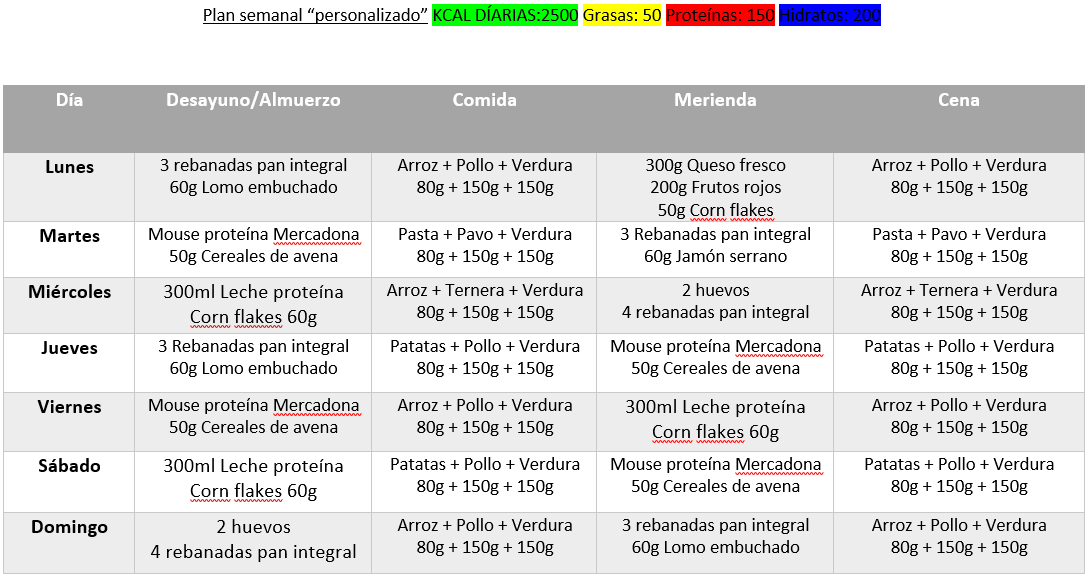 Plan semanal “personalizado” KCAL DÍARIAS:2500 Grasas: 50 Proteínas: 150 Hidratos: 200
Día Desayuno/Almuerzo Comida Merienda Cena
Lunes
3 rebanadas pan integral
60g Lomo embuchado
Arroz + Pollo + Verdura
80g + 150g + 150g
300g Queso fresco
200g Frutos rojos
50g Corn flakes
Arroz + Pollo + Verdura
80g + 150g + 150g
Martes
Mouse proteína Mercadona
50g Cereales de avena
Pasta + Pavo + Verdura
80g + 150g + 150g
3 Rebanadas pan integral
60g Jamón serrano
Pasta + Pavo + Verdura
80g + 150g + 150g
Miércoles
300ml Leche proteína
Corn flakes 60g
Arroz + Ternera + Verdura
80g + 150g + 150g
2 huevos
4 rebanadas pan integral
Arroz + Ternera + Verdura
80g + 150g + 150g
Jueves
3 Rebanadas pan integral
60g Lomo embuchado
Patatas + Pollo + Verdura
80g + 150g + 150g
Mouse proteína Mercadona
50g Cereales de avena
Patatas + Pollo + Verdura
80g + 150g + 150g
Viernes
Mouse proteína Mercadona
50g Cereales de avena
Arroz + Pollo + Verdura
80g + 150g + 150g
300ml Leche proteína
Corn flakes 60g
Arroz + Pollo + Verdura
80g + 150g + 150g
Sábado
300ml Leche proteína
Corn flakes 60g
Patatas + Pollo + Verdura
80g + 150g + 150g
Mouse proteína Mercadona
50g Cereales de avena
Patatas + Pollo + Verdura
80g + 150g + 150g
Domingo
2 huevos
4 rebanadas pan integral
Arroz + Pollo + Verdura
80g + 150g + 150g
3 rebanadas pan integral
60g Lomo embuchado
Arroz + Pollo + Verdura
80g + 150g + 150g